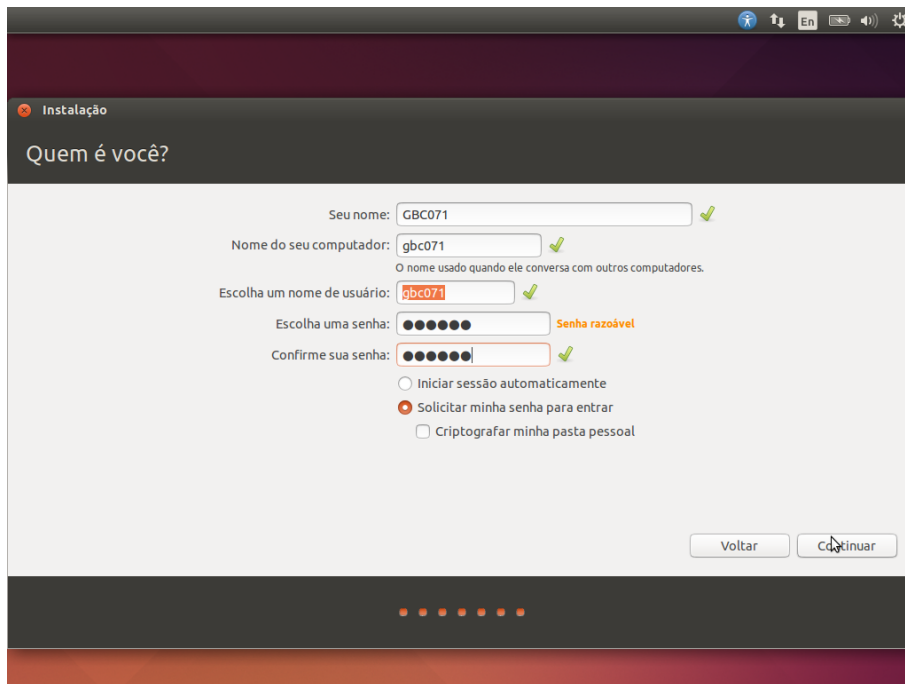 En
Instalação
Quem é você?
Seu nome: GBC071
Nome do seu computador: gbc071
O nome usado quando ele conversa com outros computadores.
Escolha um nome de usuário: gbc071
Escolha uma senha: ●●●●●● Senha razoável
Confirme sua senha: ●●●●●●
Iniciar sessão automaticamente
Solicitar minha senha para entrar
Criptografar minha pasta pessoal
Voltar Continuar